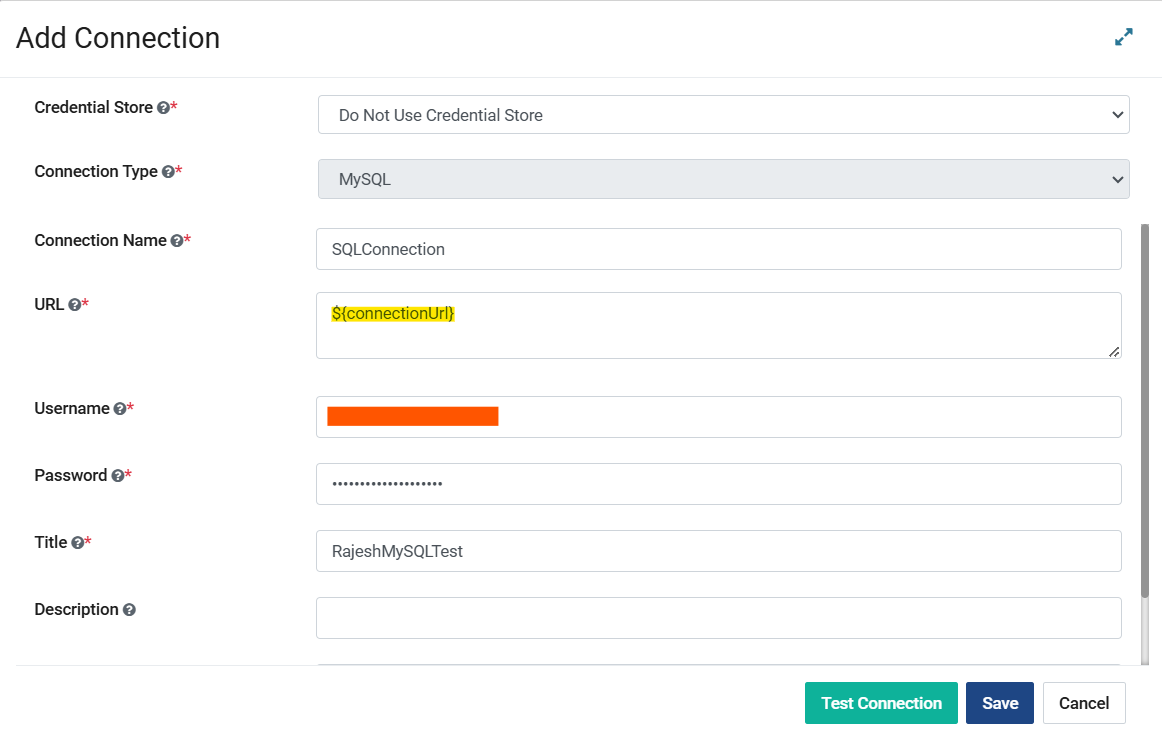 Add Connection
Credential Store ?*
Do Not Use Credential Store
Connection Type ?*
MySQL
Connection Name ?*
SQLConnection
URL ?*
${connectionUrl}
Username ?*
Password ?*
••••••••••••••••••••
Title ?*
RajeshMySQLTest
Description ?
Test Connection
Save
Cancel